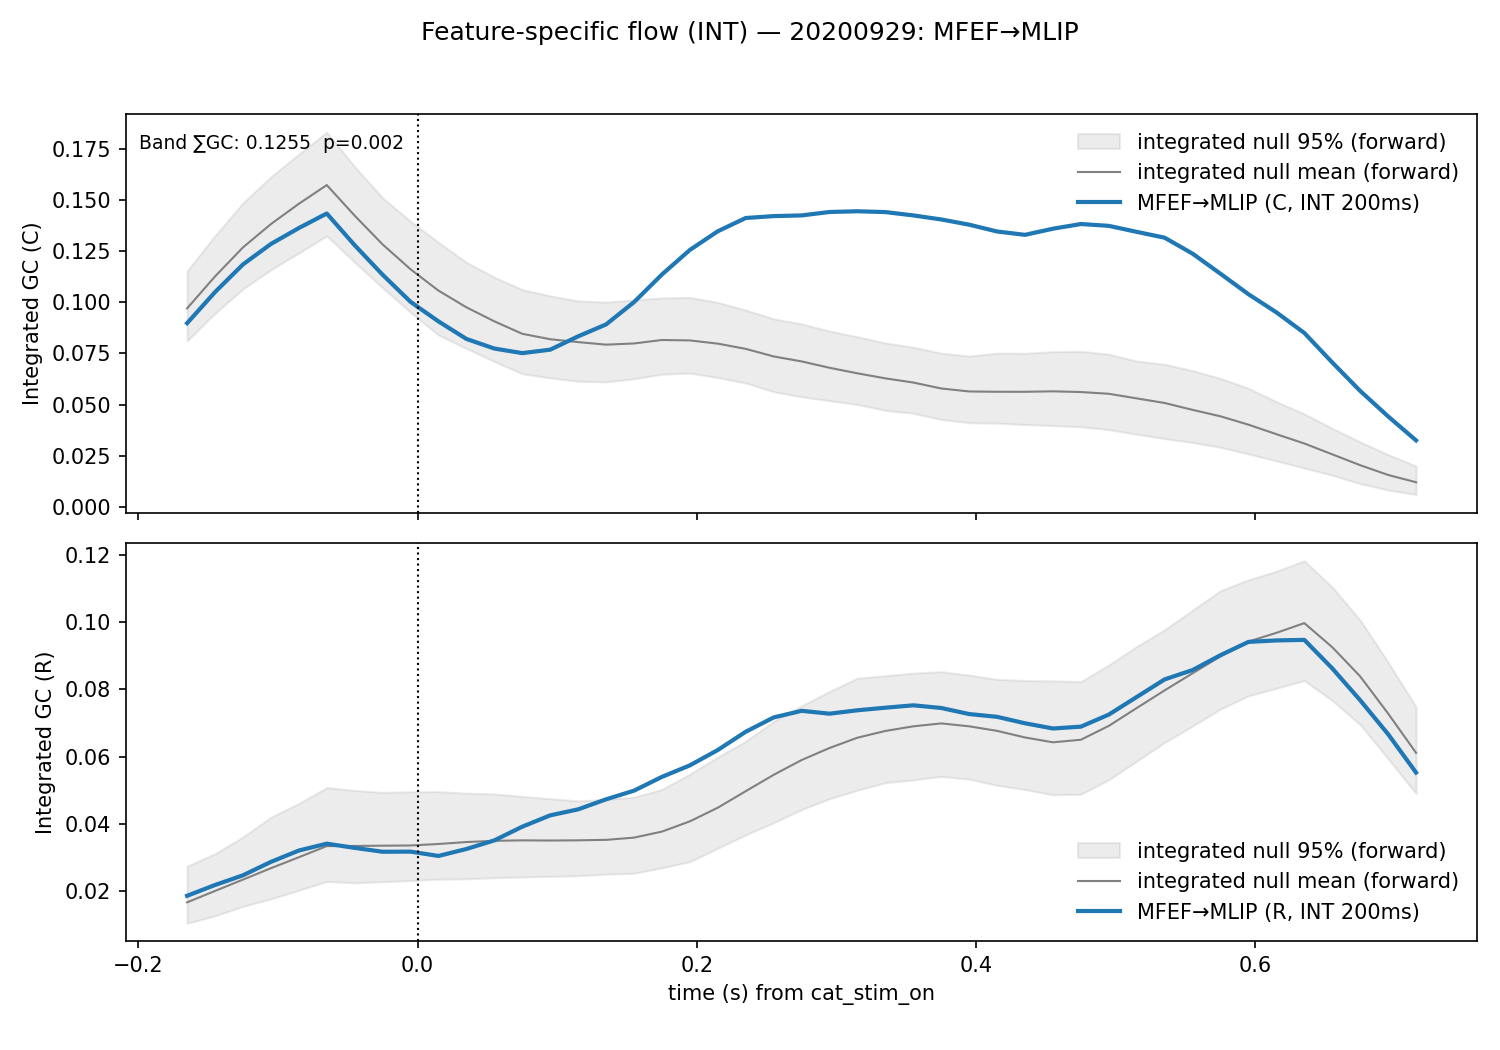 Feature-specific flow (INT) — 20200929: MFEF→MLIP
Band ∑GC: 0.1255  p=0.002
integrated null 95% (forward)
integrated null mean (forward)
MFEF→MLIP (C, INT 200ms)
Integrated GC (C)
0.175
0.150
0.125
0.100
0.075
0.050
0.025
0.000
Integrated GC (R)
0.12
0.10
0.08
0.06
0.04
0.02
integrated null 95% (forward)
integrated null mean (forward)
MFEF→MLIP (R, INT 200ms)
−0.2 0.0 0.2 0.4 0.6
time (s) from cat_stim_on